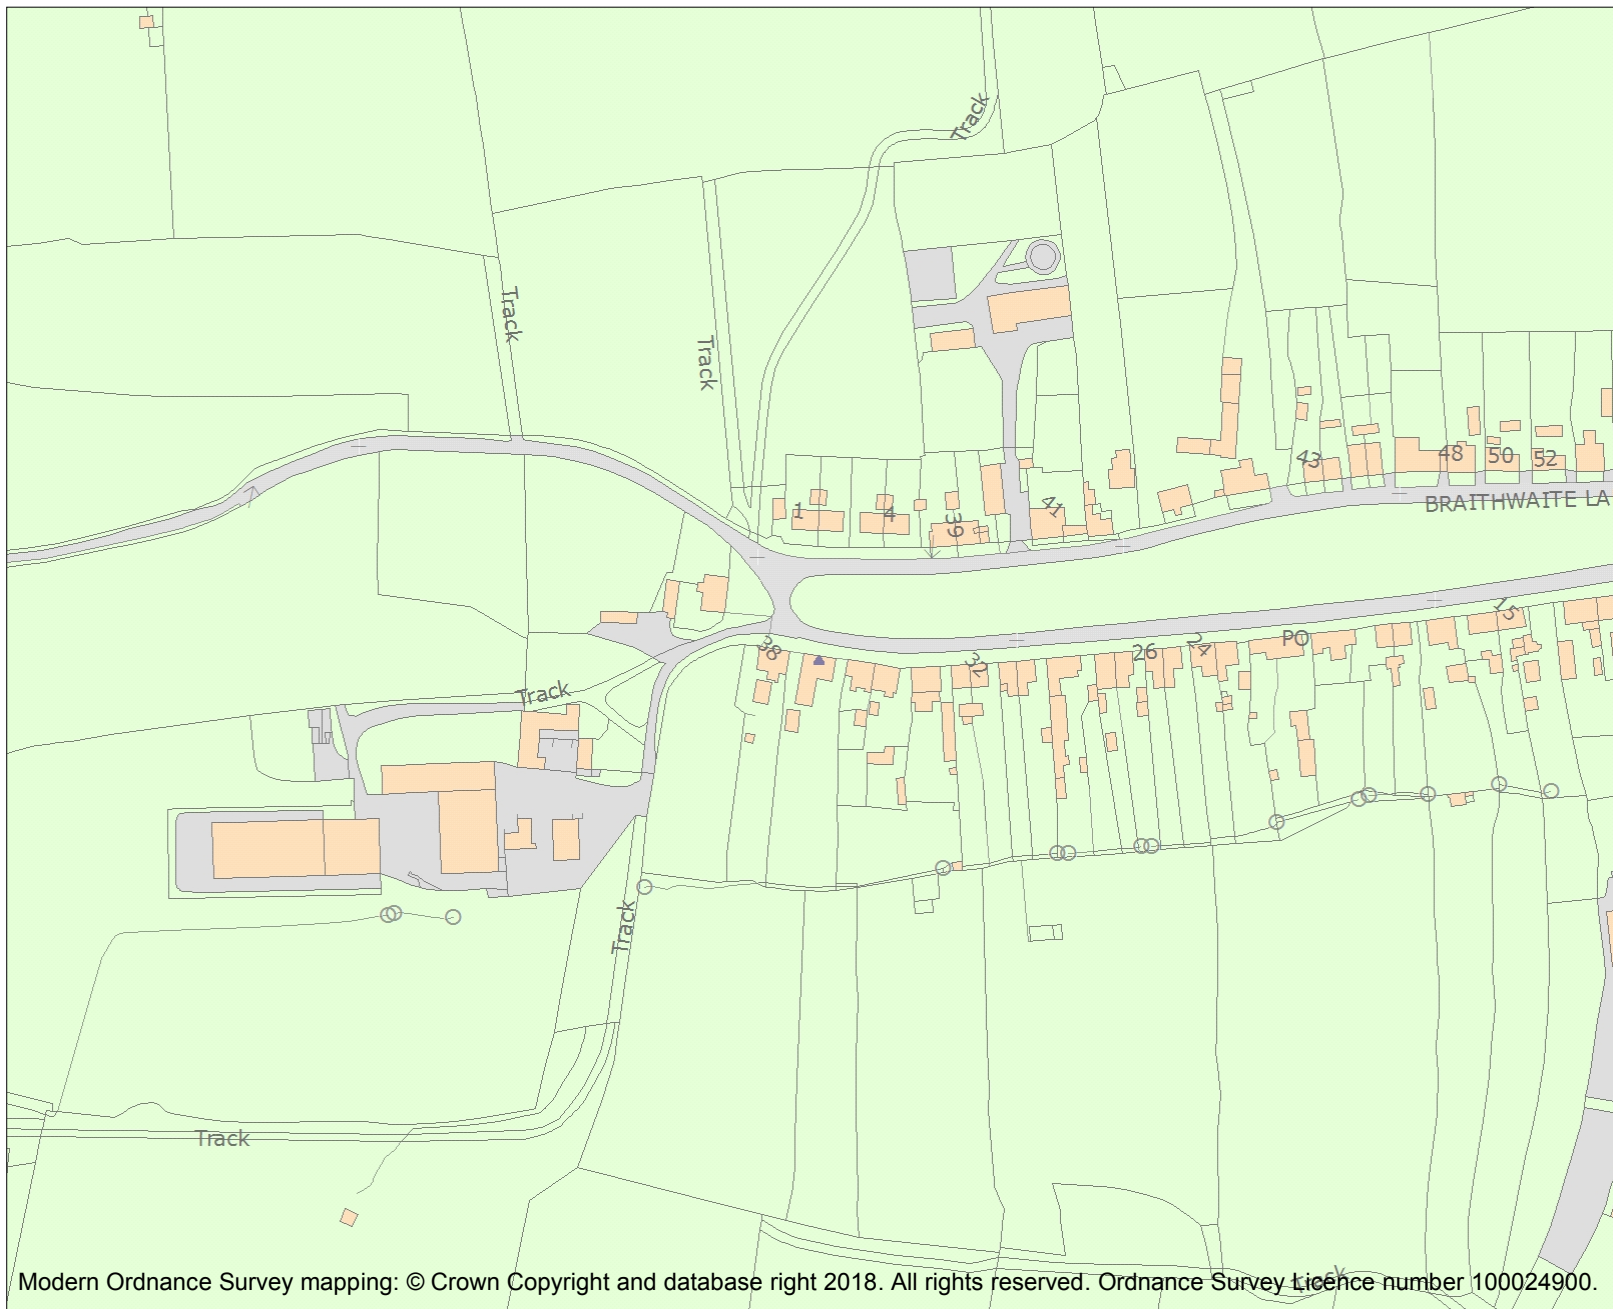 Track
Track
Track
43
48
50
52
1
4
39
41
BRAITHWAITE LA
15
38
32
26
24
PO
Track
Track
Track
Track
Modern Ordnance Survey mapping: © Crown Copyright and database right 2018. All rights reserved. Ordnance Survey Licence number 100024900.